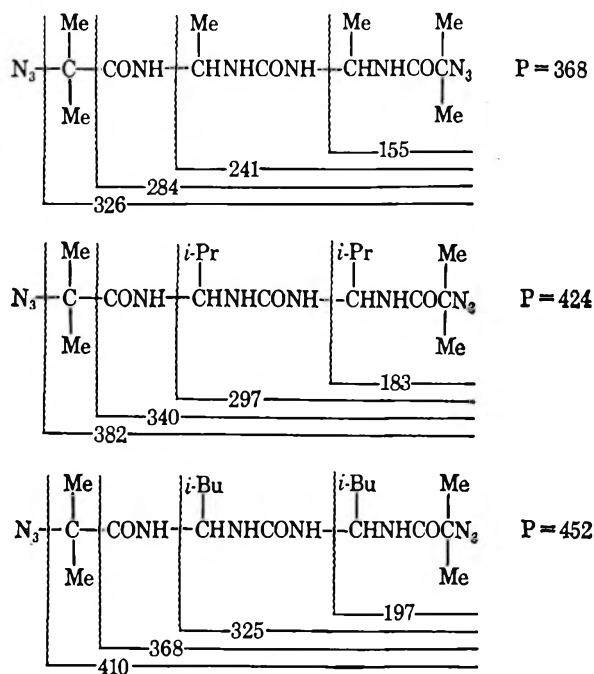 Me Me Me Me
N₃ C CONH CHNHCONH CHNHCOCN₃ P = 368
Me Me
155
241
284
326
Me i-Pr i-Pr Me
N₃ C CONH CHNHCONH CHNHCOCN₃ P = 424
Me Me
183
297
340
382
Me i-Bu i-Bu Me
N₃ C CONH CHNHCONH CHNHCOCN₃ P = 452
Me Me
197
325
368
410